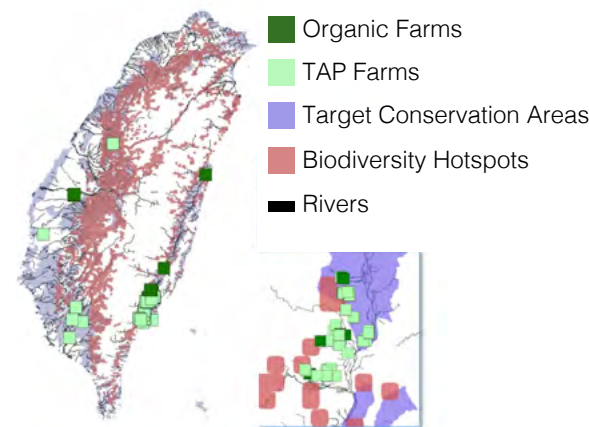 Organic Farms
TAP Farms
Target Conservation Areas
Biodiversity Hotspots
Rivers